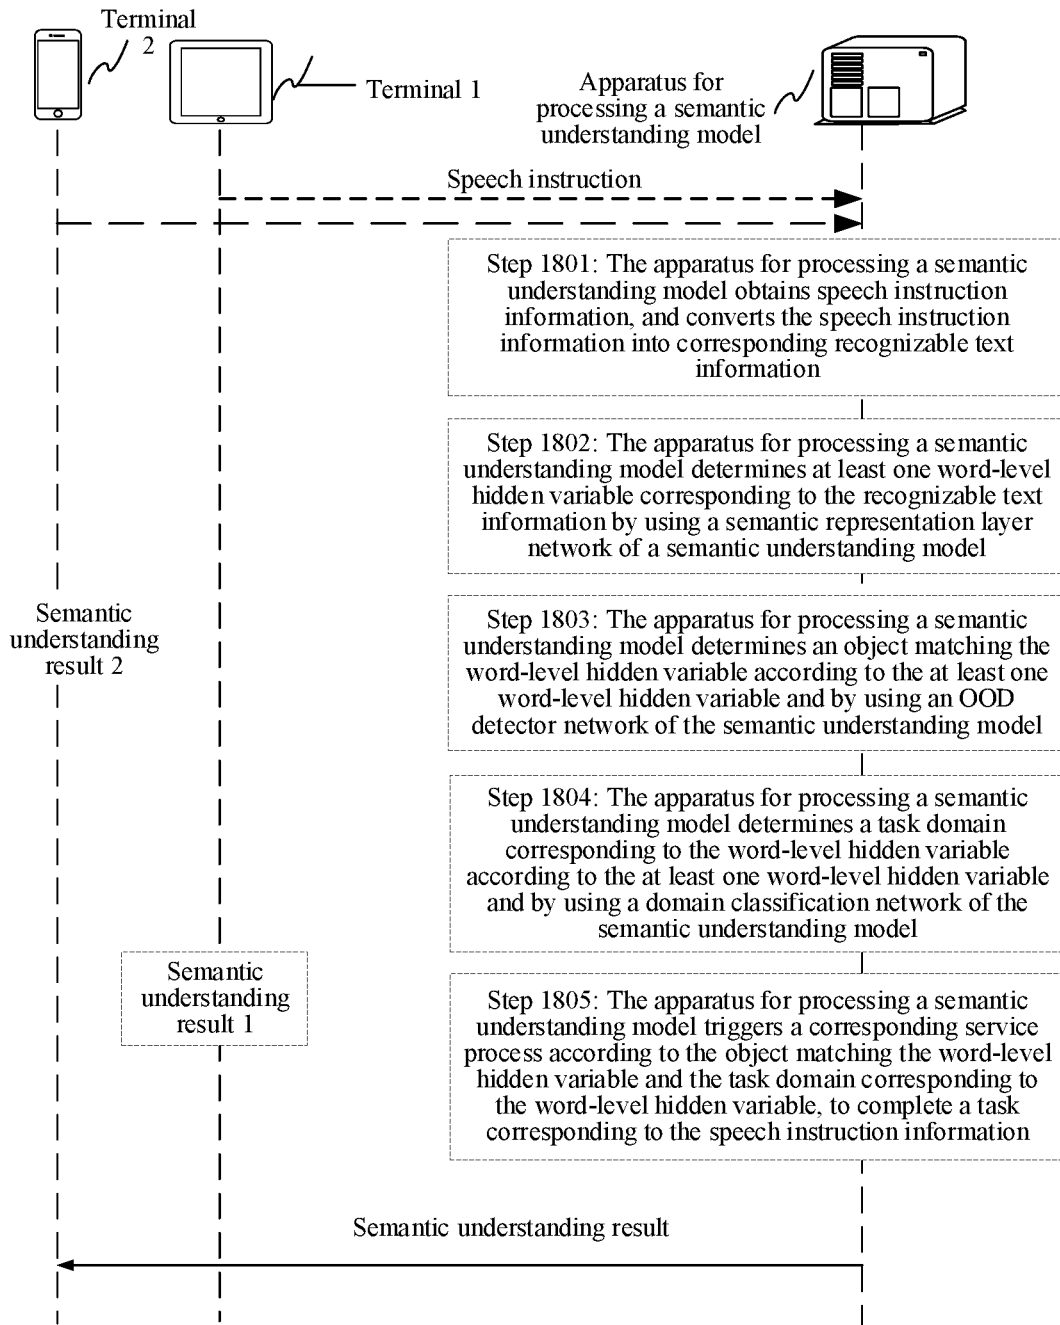 Terminal
2
Terminal 1
Apparatus for
processing a semantic
understanding model
Speech instruction
Step 1801: The apparatus for processing a semantic
understanding model obtains speech instruction
information, and converts the speech instruction
information into corresponding recognizable text
information
Step 1802: The apparatus for processing a semantic
understanding model determines at least one word-level
hidden variable corresponding to the recognizable text
information by using a semantic representation layer
network of a semantic understanding model
Semantic
understanding
result 2
Step 1803: The apparatus for processing a semantic
understanding model determines an object matching the
word-level hidden variable according to the at least one
word-level hidden variable and by using an OOD
detector network of the semantic understanding model
Step 1804: The apparatus for processing a semantic
understanding model determines a task domain
corresponding to the word-level hidden variable
according to the at least one word-level hidden variable
and by using a domain classification network of the
semantic understanding model
Semantic
understanding
result 1
Step 1805: The apparatus for processing a semantic
understanding model triggers a corresponding service
process according to the object matching the word-level
hidden variable and the task domain corresponding to
the word-level hidden variable, to complete a task
corresponding to the speech instruction information
Semantic understanding result